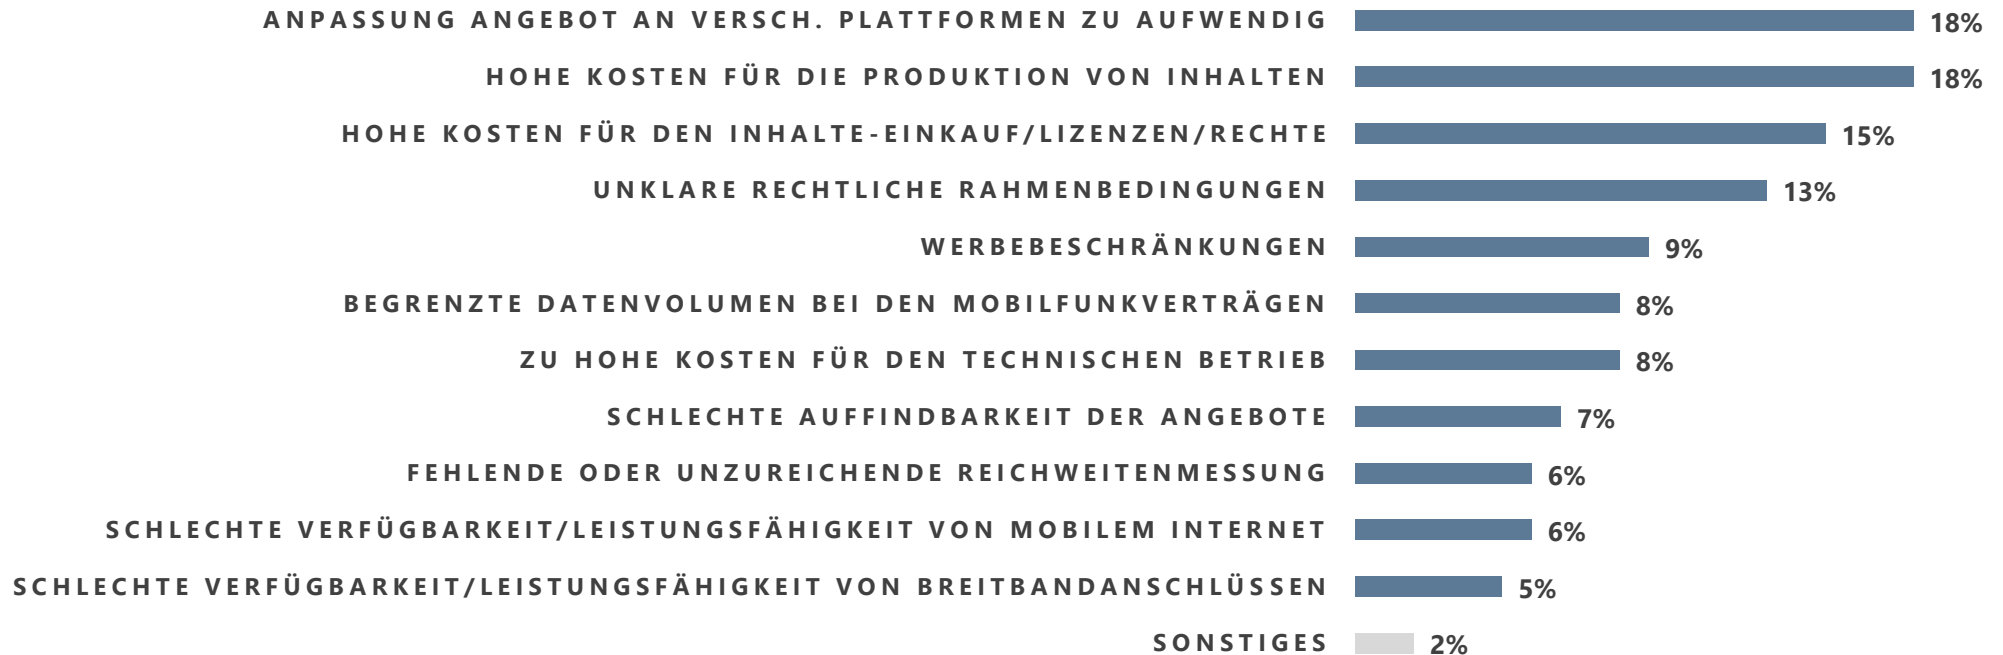 ANPASSUNG ANGEBOT AN VERSCH. PLATTFORMEN ZU AUFWENDIG 18%
HOHE KOSTEN FÜR DIE PRODUKTION VON INHALTEN 18%
HOHE KOSTEN FÜR DEN INHALTE-EINKAUF/LIZENZEN/RECHTE 15%
UNKLARE RECHTLICHE RAHMENBEDINGUNGEN 13%
WERBEBESCHRÄNKUNGEN 9%
BEGRENZTE DATENVOLUMEN BEI DEN MOBILFUNKVERTRÄGEN 8%
ZU HOHE KOSTEN FÜR DEN TECHNISCHEN BETRIEB 8%
SCHLECHTE AUFFINDBARKEIT DER ANGEBOTE 7%
FEHLENDE ODER UNZUREICHENDE REICHWEITENMESSUNG 6%
SCHLECHTE VERFÜGBARKEIT/LEISTUNGSFÄHIGKEIT VON MOBILEM INTERNET 6%
SCHLECHTE VERFÜGBARKEIT/LEISTUNGSFÄHIGKEIT VON BREITBANDANSCHLÜSSEN 5%
SONSTIGES 2%